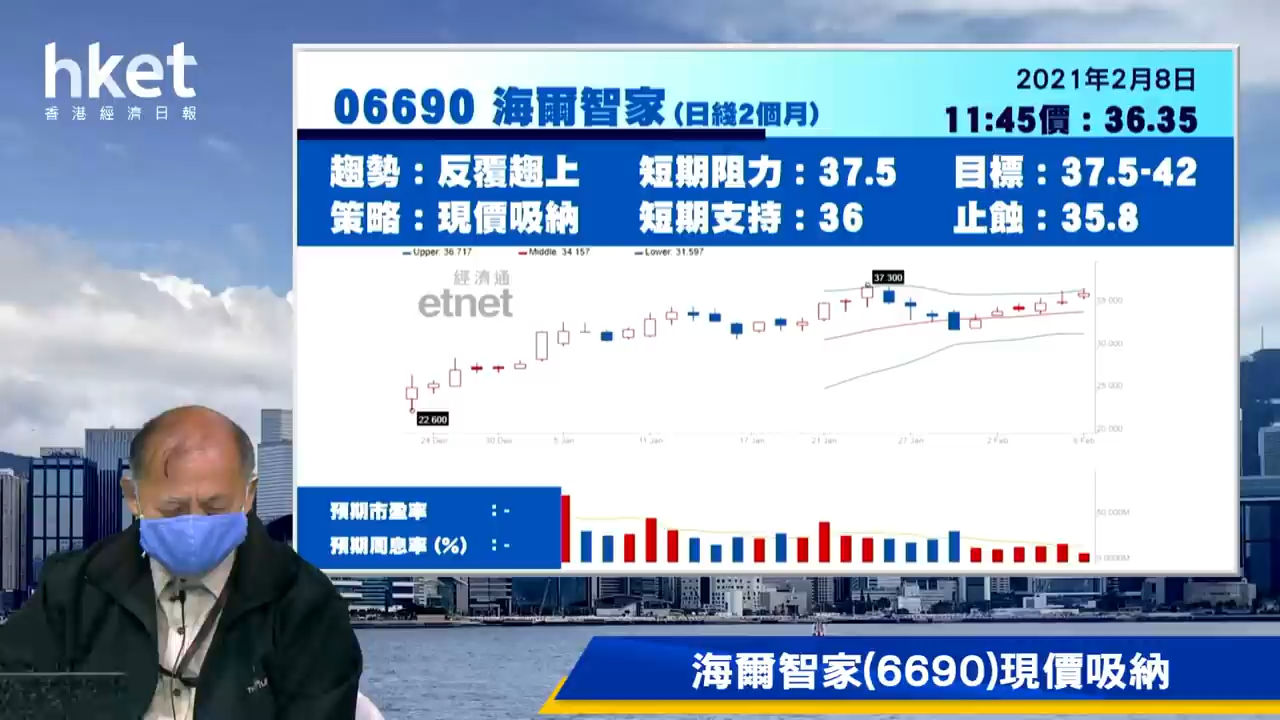 hket
香港經濟日報
06690 海爾智家 (日綫2個月)
2021年2月8日
11:45價：36.35
趨勢：反覆趨上 短期阻力：37.5 目標：37.5-42
策略：現價吸納 短期支持：36 止蝕：35.8
Upper: 36.717 Middle: 34.157 Lower: 31.597
經濟通
etnet
37.300
35.000
30.000
25.000
22.600
20.000
24 Dec 30 Dec 5 Jan 11 Jan 17 Jan 21 Jan 27 Jan 2 Feb 8 Feb
預期市盈率 ：-
50.000M
預期周息率 (%) ：-
0.0000M
海爾智家(6690)現價吸納